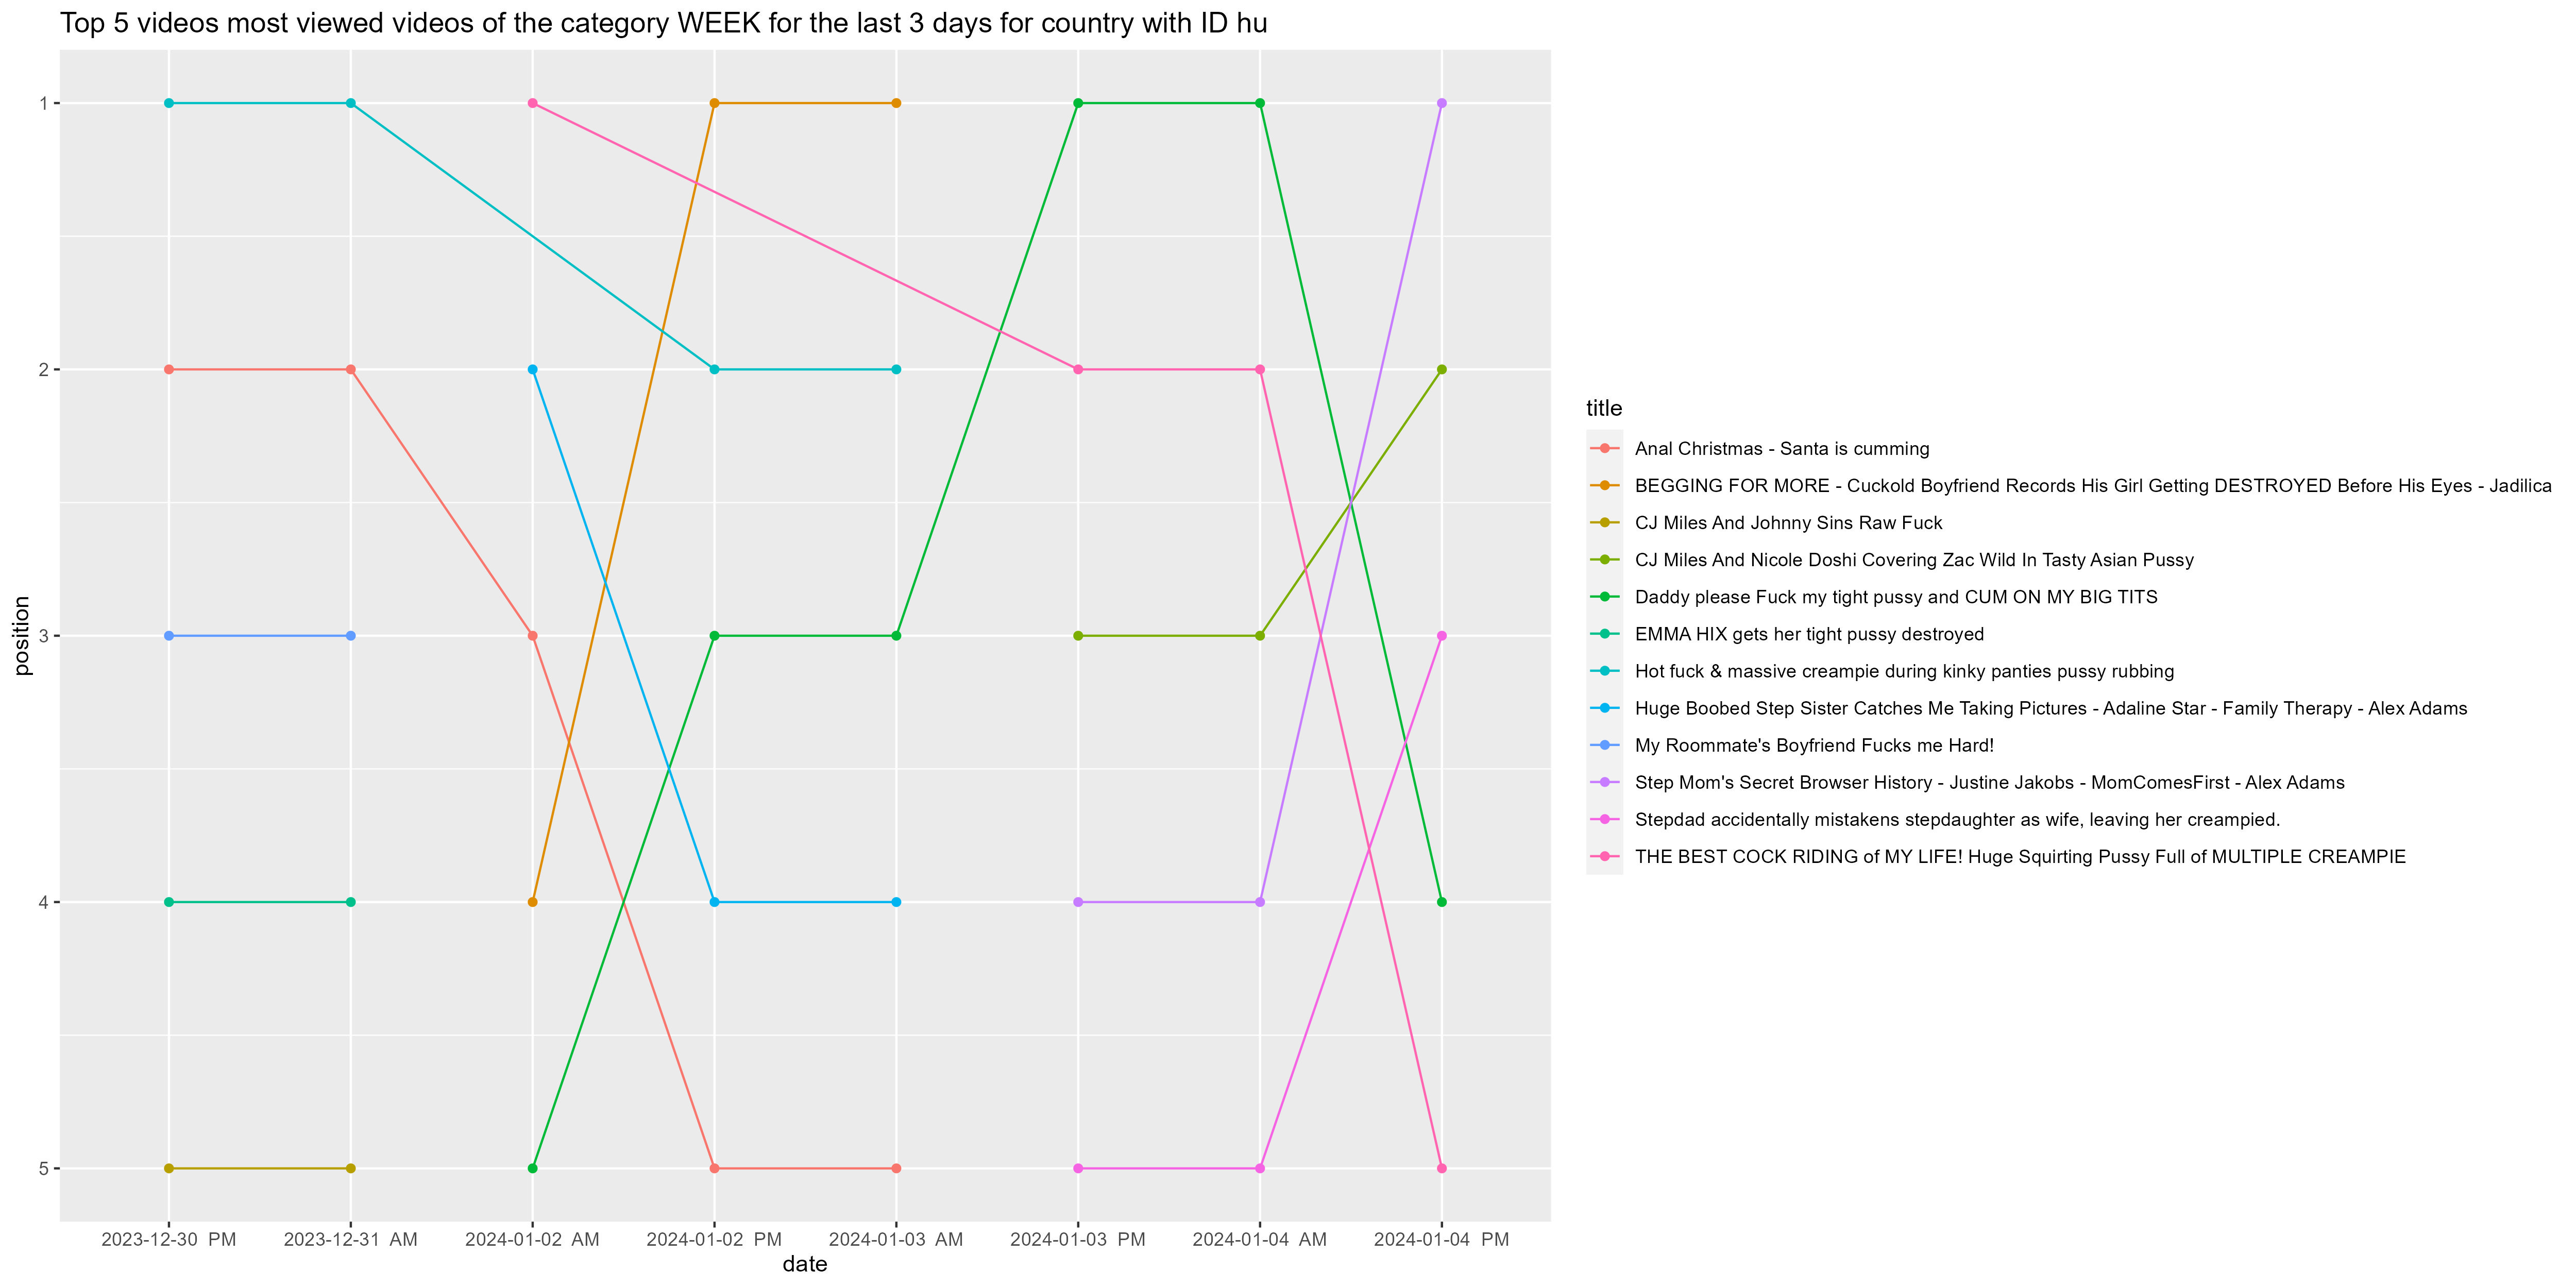 Top 5 videos most viewed videos of the category WEEK for the last 3 days for country with ID hu
position
1
2
3
4
5
2023-12-30 PM
2023-12-31 AM
2024-01-02 AM
2024-01-02 PM
2024-01-03 AM
2024-01-03 PM
2024-01-04 AM
2024-01-04 PM
date
title
Anal Christmas - Santa is cumming
BEGGING FOR MORE - Cuckold Boyfriend Records His Girl Getting DESTROYED Before His Eyes - Jadilica
CJ Miles And Johnny Sins Raw Fuck
CJ Miles And Nicole Doshi Covering Zac Wild In Tasty Asian Pussy
Daddy please Fuck my tight pussy and CUM ON MY BIG TITS
EMMA HIX gets her tight pussy destroyed
Hot fuck & massive creampie during kinky panties pussy rubbing
Huge Boobed Step Sister Catches Me Taking Pictures - Adaline Star - Family Therapy - Alex Adams
My Roommate's Boyfriend Fucks me Hard!
Step Mom's Secret Browser History - Justine Jakobs - MomComesFirst - Alex Adams
Stepdad accidentally mistakens stepdaughter as wife, leaving her creampied.
THE BEST COCK RIDING of MY LIFE! Huge Squirting Pussy Full of MULTIPLE CREAMPIE